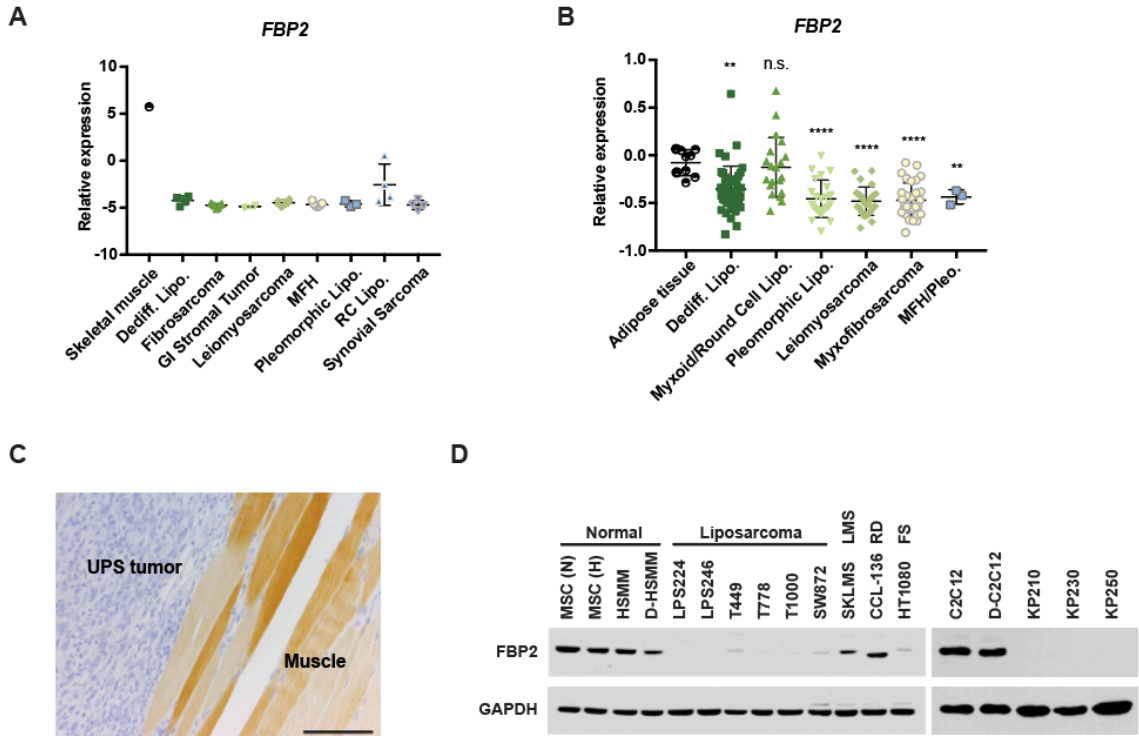 A
FBP2
Relative expression
10
5
0
-5
-10
Skeletal muscle
Dediff. Lipo.
Fibrosarcoma
GI Stromal Tumor
Leiomyosarcoma
MFH
Pleomorphic Lipo.
RC Lipo.
Synovial Sarcoma
B
FBP2
Relative expression
1.0
0.5
0.0
-0.5
-1.0
**
n.s.
****
****
****
**
Adipose tissue
Dediff. Lipo.
Myxoid/Round Cell Lipo.
Pleomorphic Lipo.
Leiomyosarcoma
Myxofibrosarcoma
MFH/Pleo.
C
UPS tumor
Muscle
D
Normal
Liposarcoma
LMS
RD
FS
MSC (N)
MSC (H)
HSMM
D-HSMM
LPS224
LPS246
T449
T778
T1000
SW872
SKLMS
CCL-136
HT1080
C2C12
D-C2C12
KP210
KP230
KP250
FBP2
GAPDH